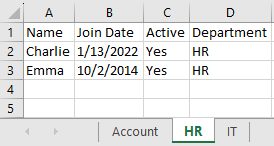 A B C D
1 Name Join Date Active Department
2 Charlie 1/13/2022 Yes HR
3 Emma 10/2/2014 Yes HR
4
5
Account HR IT